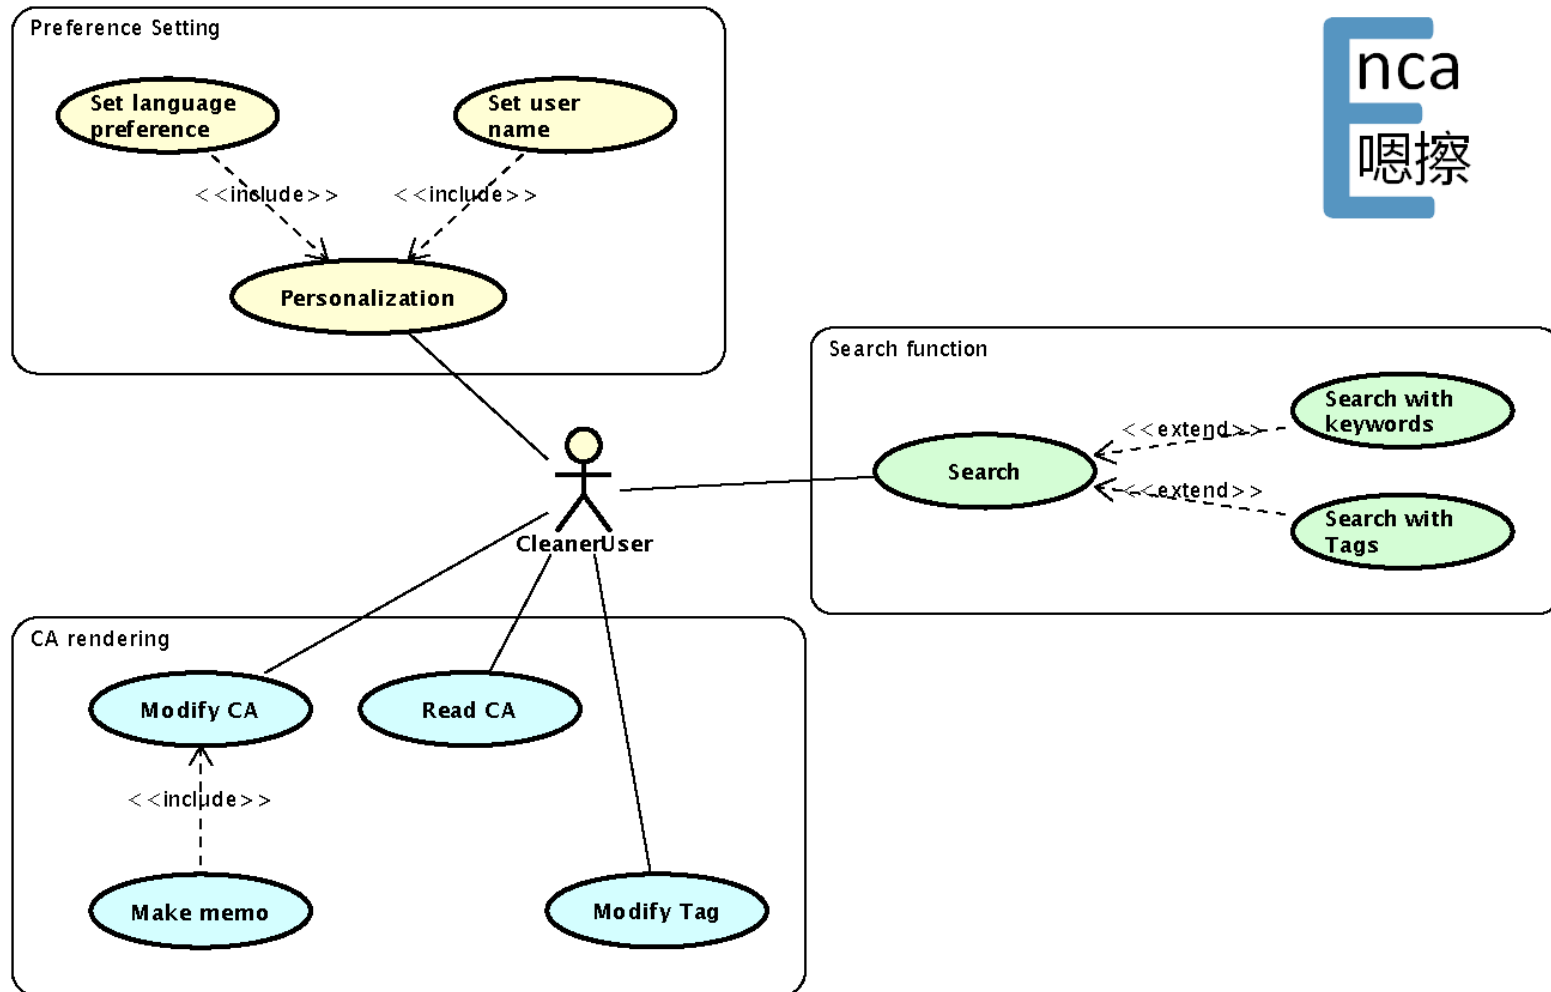 Preference Setting
Set language
preference
Set user
name
<<include>>
<<include>>
Personalization
nca
嗯擦
Search function
Search with
keywords
<<extend>>
Search
<<extend>>
Search with
Tags
CleanerUser
CA rendering
Modify CA
Read CA
<<include>>
Make memo
Modify Tag